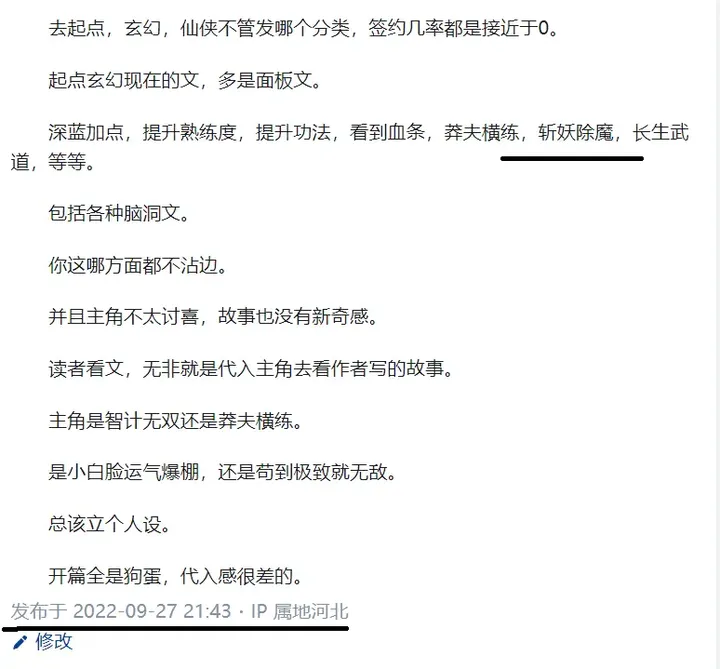 去起点，玄幻，仙侠不管发哪个分类，签约几率都是接近于0。
起点玄幻现在的文，多是面板文。
深蓝加点，提升熟练度，提升功法，看到血条，莽夫横练，斩妖除魔，长生武
道，等等。
包括各种脑洞文。
你这哪方面都不沾边。
并且主角不太讨喜，故事也没有新奇感。
读者看文，无非就是代入主角去看作者写的故事。
主角是智计无双还是莽夫横练。
是小白脸运气爆棚，还是苟到极致就无敌。
总该立个人设。
开篇全是狗蛋，代入感很差的。
发布于 2022-09-27 21:43・IP 属地河北
修改